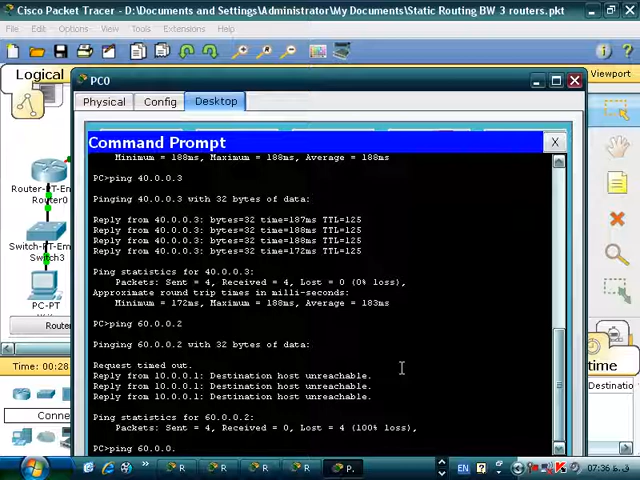 Cisco Packet Tracer - D:\Documents and Settings\Administrator\My Documents\Static Routing BW 3 routers.pkt
File Edit Options View Tools Extensions Help
Logical
Viewport
PC0
Physical Config Desktop
Command Prompt X
Minimum = 188ms, Maximum = 188ms, Average = 188ms
PC>ping 40.0.0.3
Pinging 40.0.0.3 with 32 bytes of data:
Reply from 40.0.0.3: bytes=32 time=187ms TTL=125
Reply from 40.0.0.3: bytes=32 time=188ms TTL=125
Reply from 40.0.0.3: bytes=32 time=188ms TTL=125
Reply from 40.0.0.3: bytes=32 time=172ms TTL=125
Ping statistics for 40.0.0.3:
Packets: Sent = 4, Received = 4, Lost = 0 (0% loss),
Approximate round trip times in milli-seconds:
Minimum = 172ms, Maximum = 188ms, Average = 183ms
PC>ping 60.0.0.2
Pinging 60.0.0.2 with 32 bytes of data:
Request timed out.
Reply from 10.0.0.1: Destination host unreachable.
Reply from 10.0.0.1: Destination host unreachable.
Reply from 10.0.0.1: Destination host unreachable.
Ping statistics for 60.0.0.2:
Packets: Sent = 4, Received = 0, Lost = 4 (100% loss),
PC>ping 60.0.0.
Router-PT-Em
Router0
Switch-PT-Em
Switch3
PC-PT
Router
Time: 00:28
time
Destinatio
Conne
R R R R P.
EN
07:36